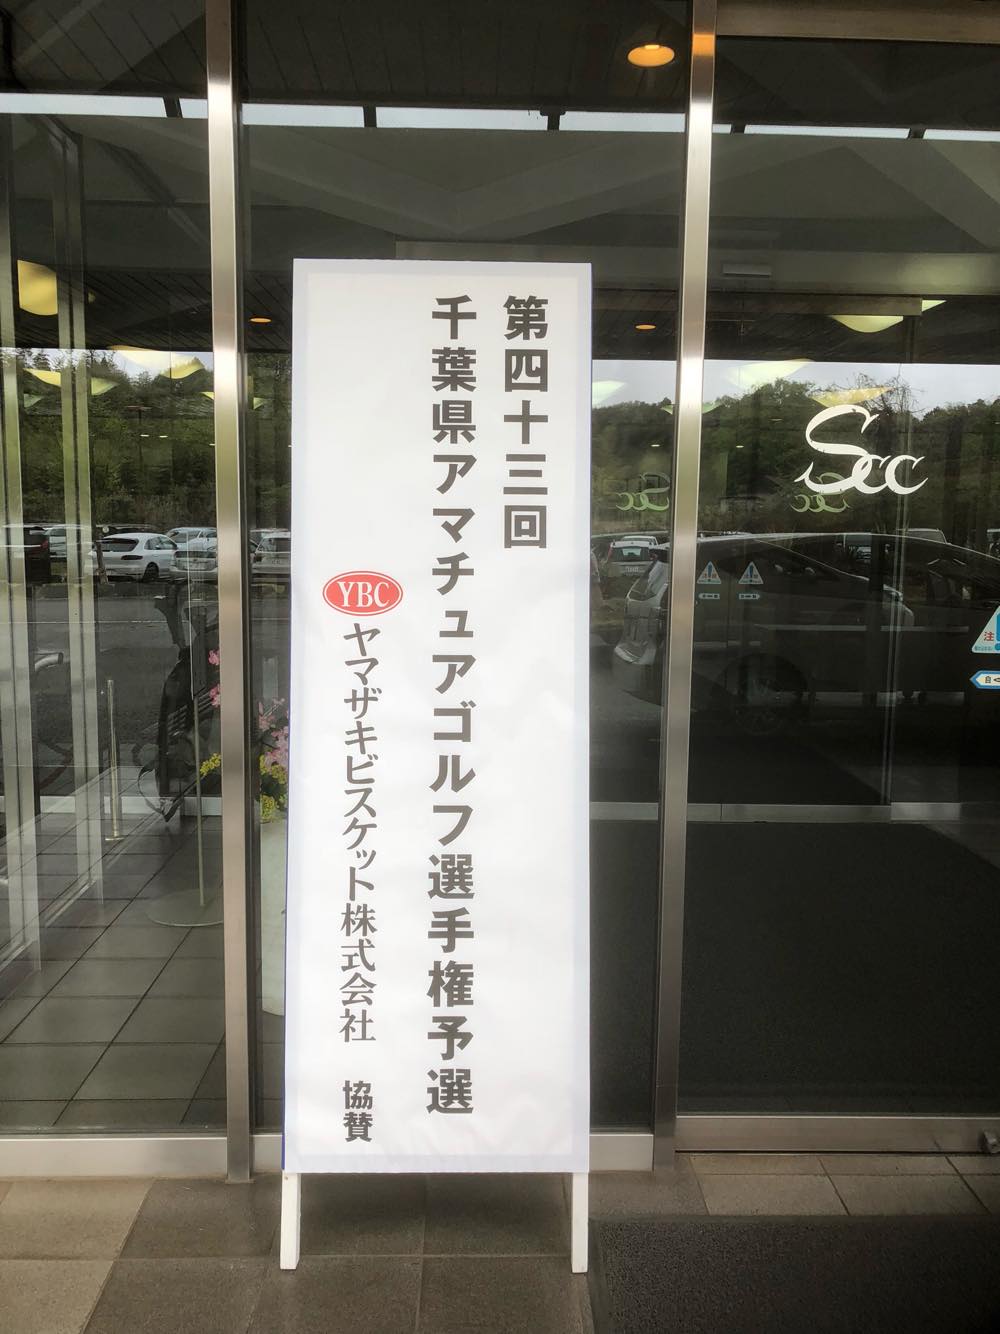 第四十三回
千葉県アマチュアゴルフ選手権予選
YBC ヤマザキビスケット株式会社 協賛
Scc
注
自